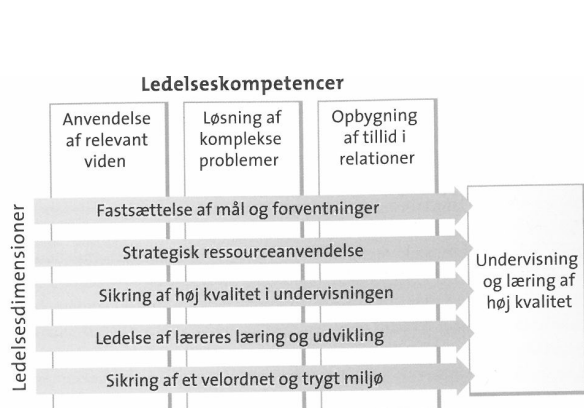 Ledelseskompetencer
Anvendelse
af relevant
viden
Løsning af
komplekse
problemer
Opbygning
af tillid i
relationer
Ledelsesdimensioner
Fastsættelse af mål og forventninger
Strategisk ressourceanvendelse
Sikring af høj kvalitet i undervisningen
Ledelse af læreres læring og udvikling
Sikring af et velordnet og trygt miljø
Undervisning
og læring af
høj kvalitet